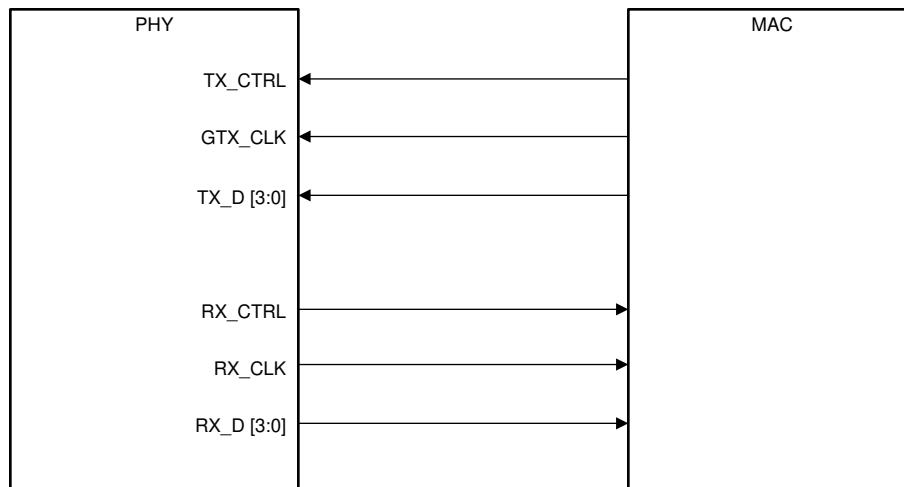 PHY
MAC
TX_CTRL
GTX_CLK
TX_D [3:0]
RX_CTRL
RX_CLK
RX_D [3:0]